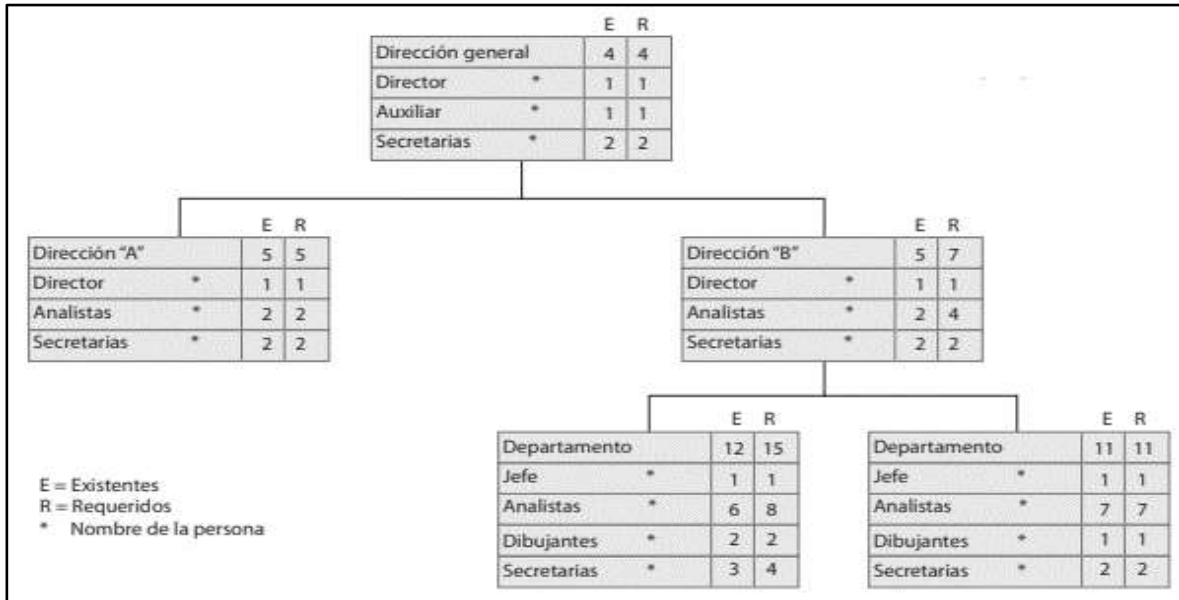 E R
Dirección general 4 4
Director * 1 1
Auxiliar * 1 1
Secretarias * 2 2
E R
Dirección "A" 5 5
Director * 1 1
Analistas * 2 2
Secretarias * 2 2
E R
Dirección "B" 5 7
Director * 1 1
Analistas * 2 4
Secretarias * 2 2
E R
Departamento 12 15
Jefe * 1 1
Analistas * 6 8
Dibujantes * 2 2
Secretarias * 3 4
E R
Departamento 11 11
Jefe * 1 1
Analistas * 7 7
Dibujantes * 1 1
Secretarias * 2 2
E = Existentes
R = Requeridos
* Nombre de la persona